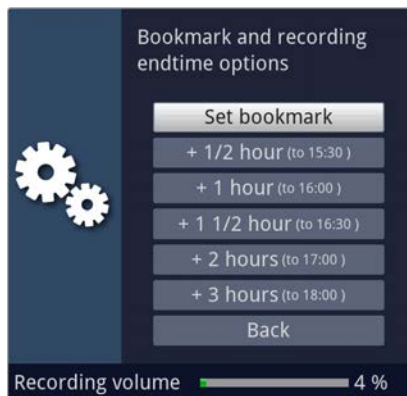 Bookmark and recording
endtime options
Set bookmark
+ 1/2 hour (to 15:30 )
+ 1 hour (to 16:00 )
+ 1 1/2 hour (to 16:30 )
+ 2 hours (to 17:00 )
+ 3 hours (to 18:00 )
Back
Recording volume 4 %